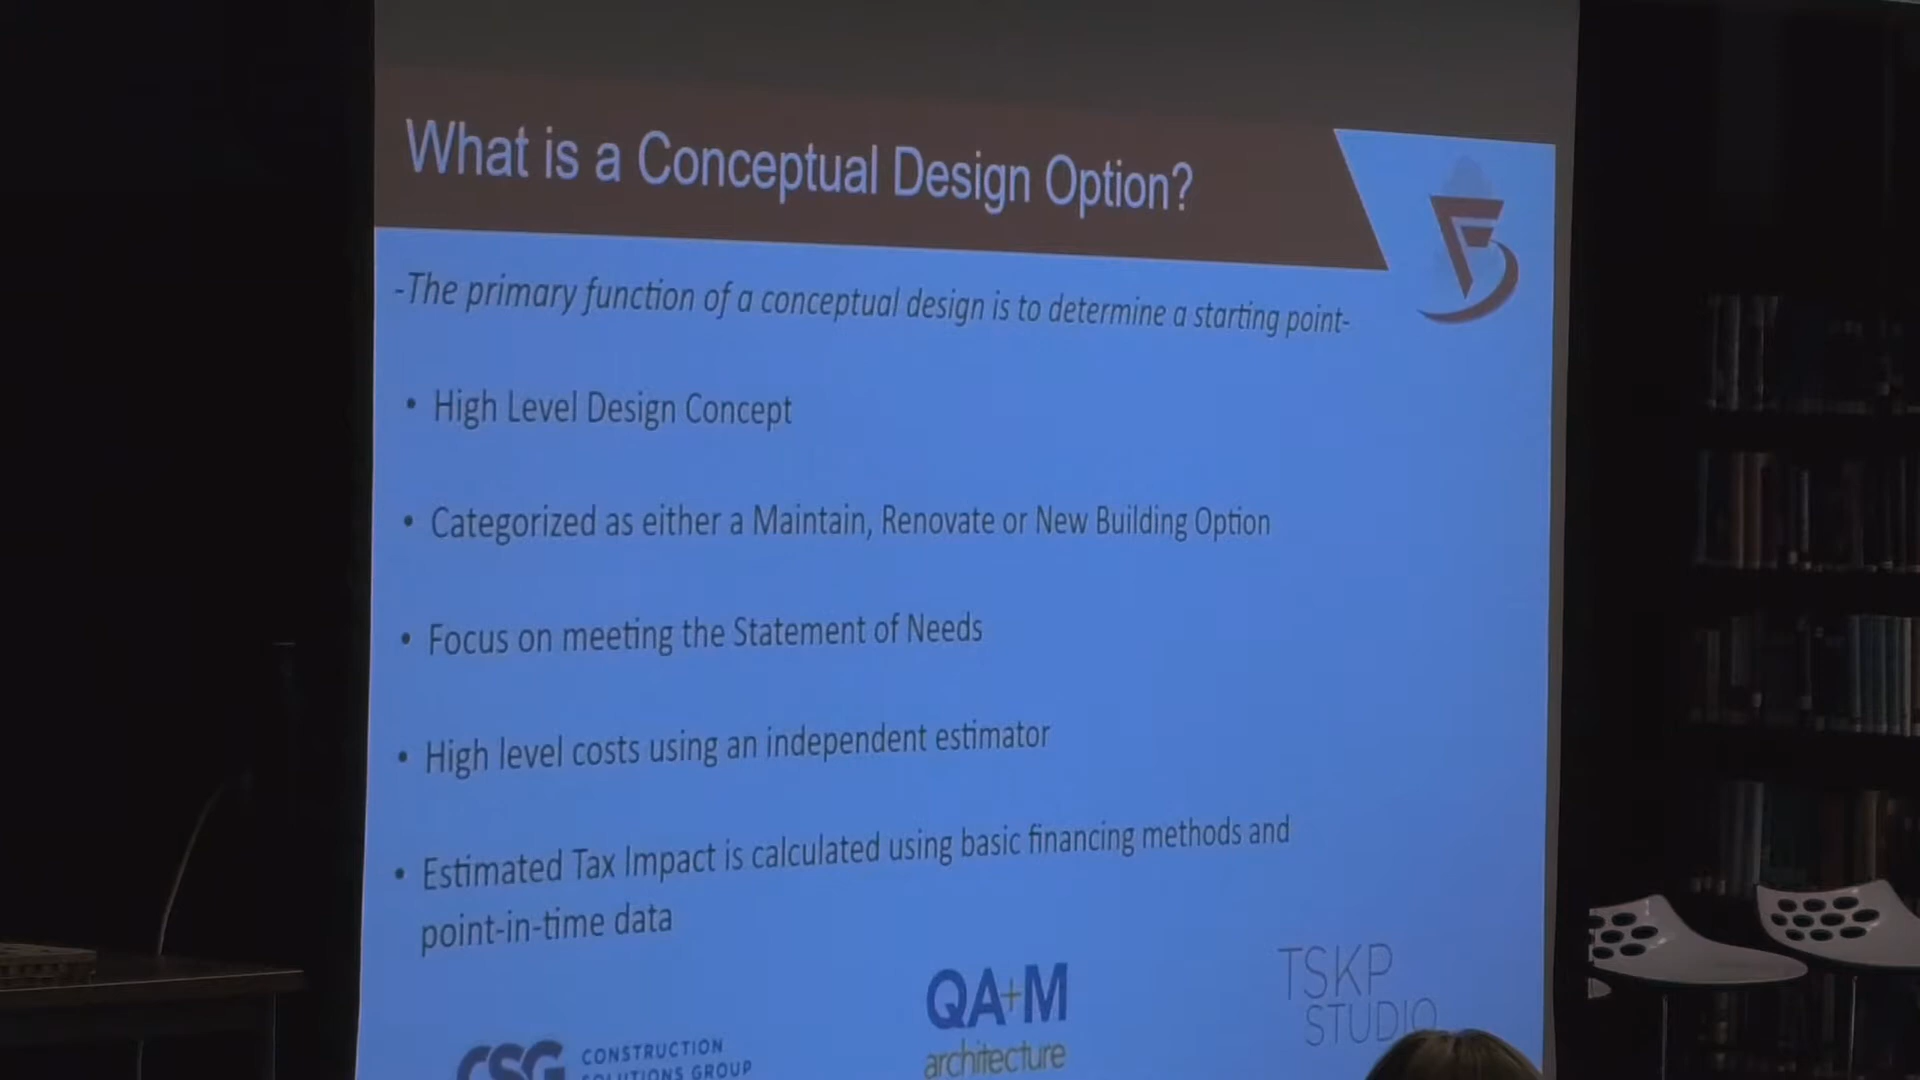 What is a Conceptual Design Option?
-The primary function of a conceptual design is to determine a starting point-
• High Level Design Concept
• Categorized as either a Maintain, Renovate or New Building Option
• Focus on meeting the Statement of Needs
• High level costs using an independent estimator
• Estimated Tax Impact is calculated using basic financing methods and
point-in-time data
CSG CONSTRUCTION
SOLUTIONS GROUP
QA+M
architecture
TSKP
STUDIO